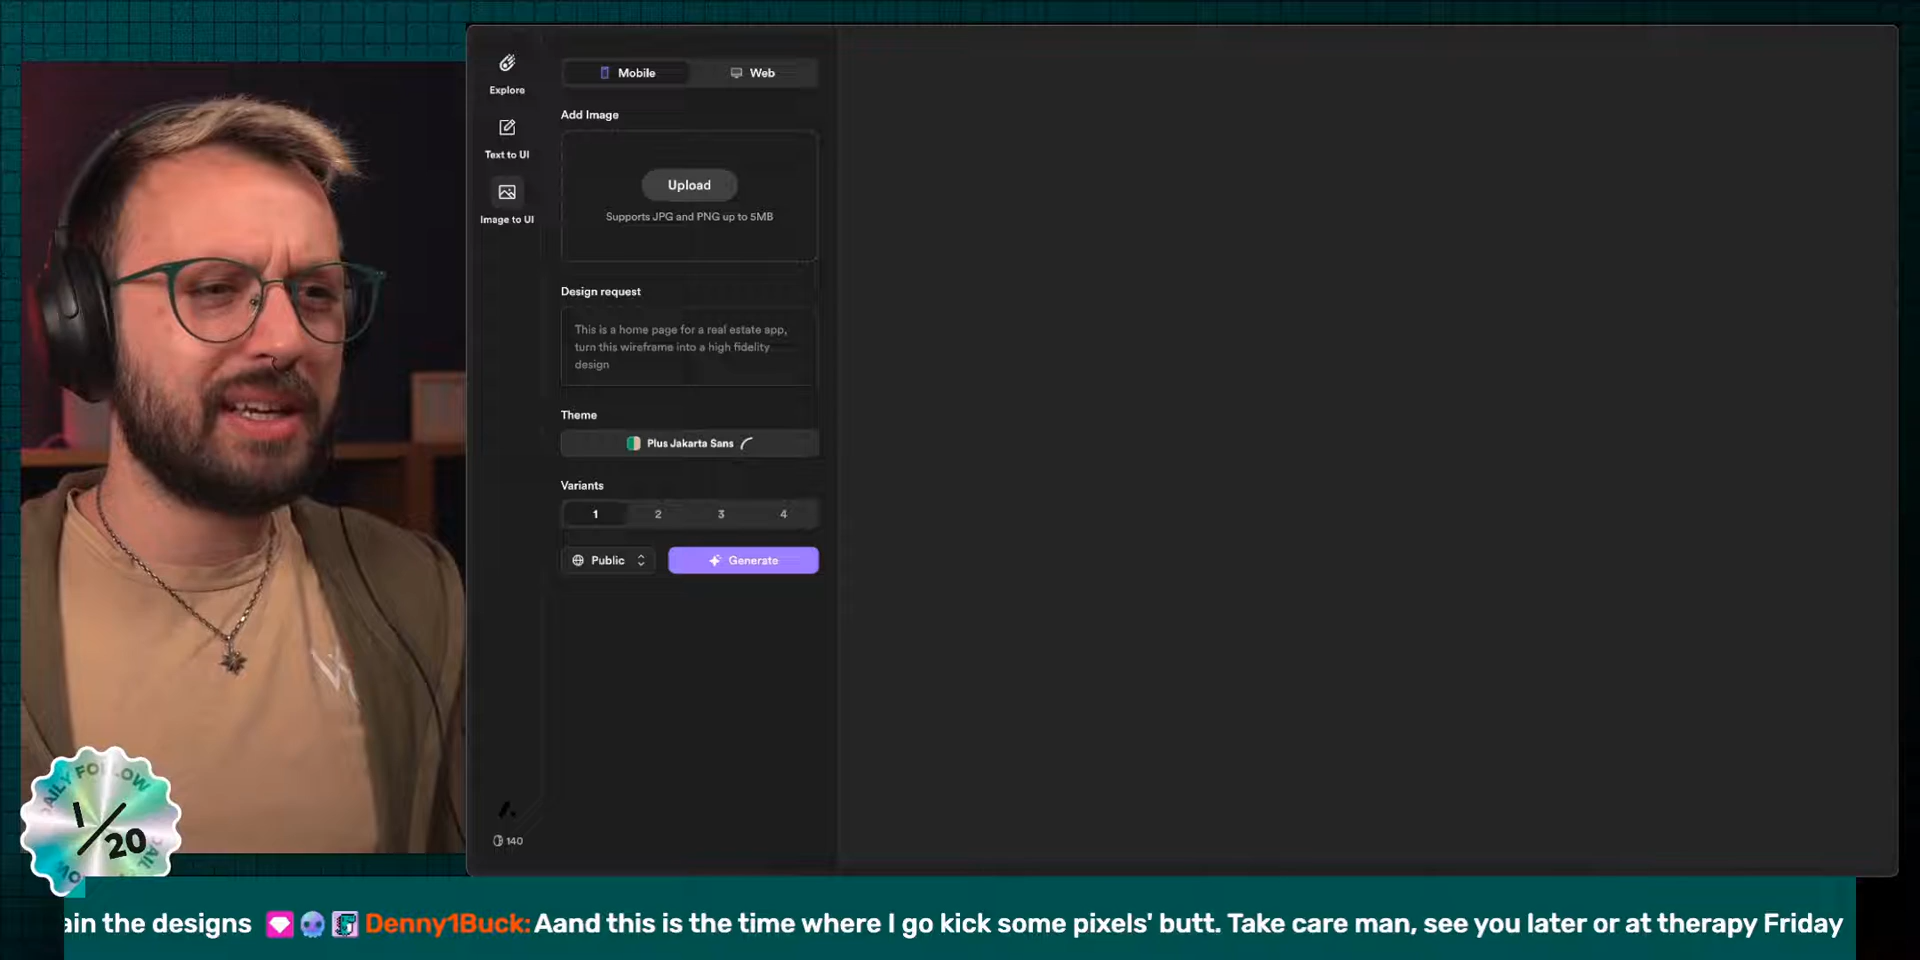 Explore
Text to UI
Image to UI
140
Mobile
Web
Add Image
Upload
Supports JPG and PNG up to 5MB
Design request
This is a home page for a real estate app,
turn this wireframe into a high fidelity
design
Theme
Plus Jakarta Sans
Variants
1 2 3 4
Public
Generate
DAILY FOLLOW
1/20
ain the designs Denny1Buck: Aand this is the time where I go kick some pixels' butt. Take care man, see you later or at therapy Friday